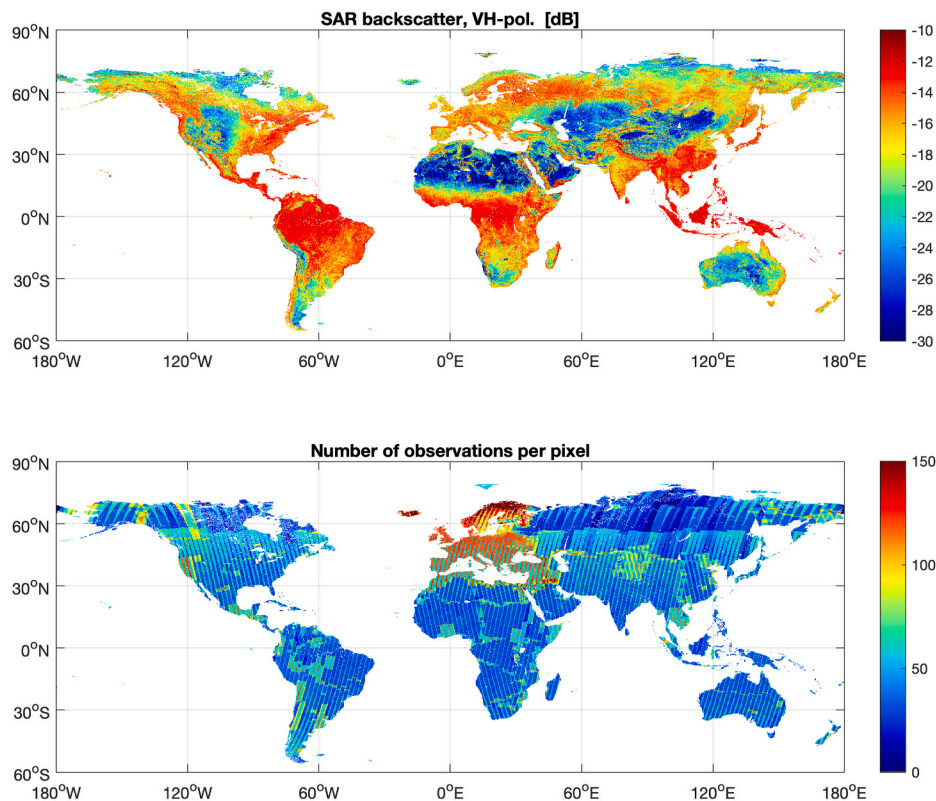 SAR backscatter, VH-pol. [dB]
90°N
60°N
30°N
0°N
30°S
60°S
180°W 120°W 60°W 0°E 60°E 120°E 180°E
-10
-12
-14
-16
-18
-20
-22
-24
-26
-28
-30
Number of observations per pixel
90°N
60°N
30°N
0°N
30°S
60°S
180°W 120°W 60°W 0°E 60°E 120°E 180°E
150
100
50
0